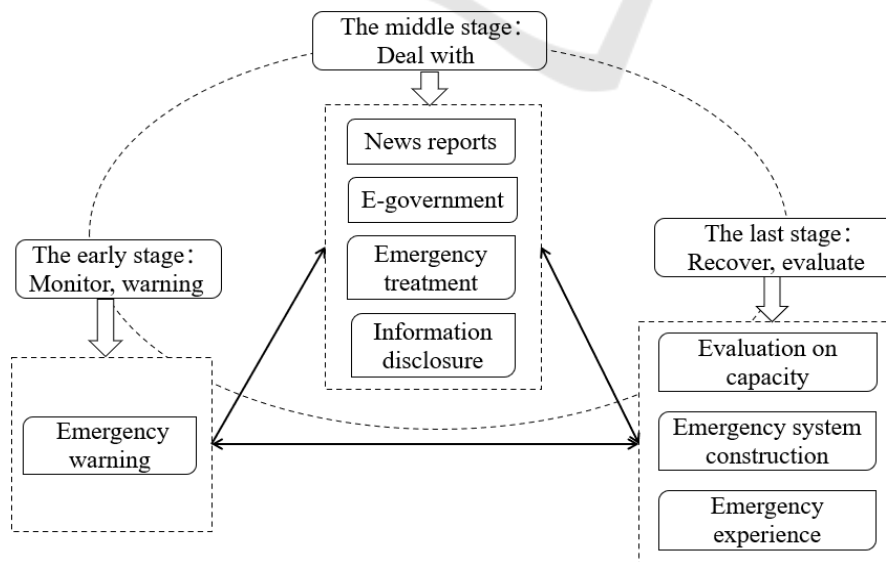 The middle stage：
Deal with
News reports
E-government
Emergency
treatment
Information
disclosure
The early stage：
Monitor, warning
Emergency
warning
The last stage：
Recover, evaluate
Evaluation on
capacity
Emergency system
construction
Emergency
experience